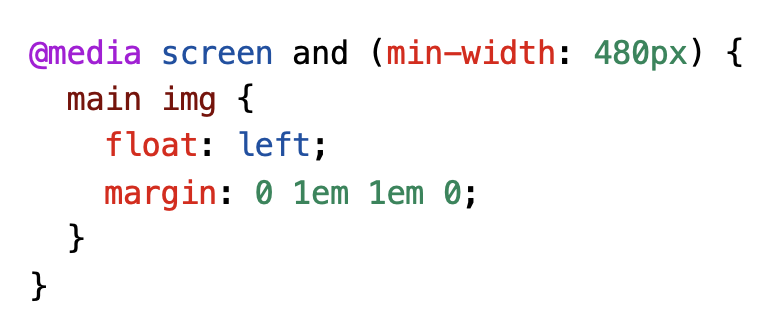 @media screen and (min-width: 480px) {
  main img {
    float: left;
    margin: 0 1em 1em 0;
  }
}